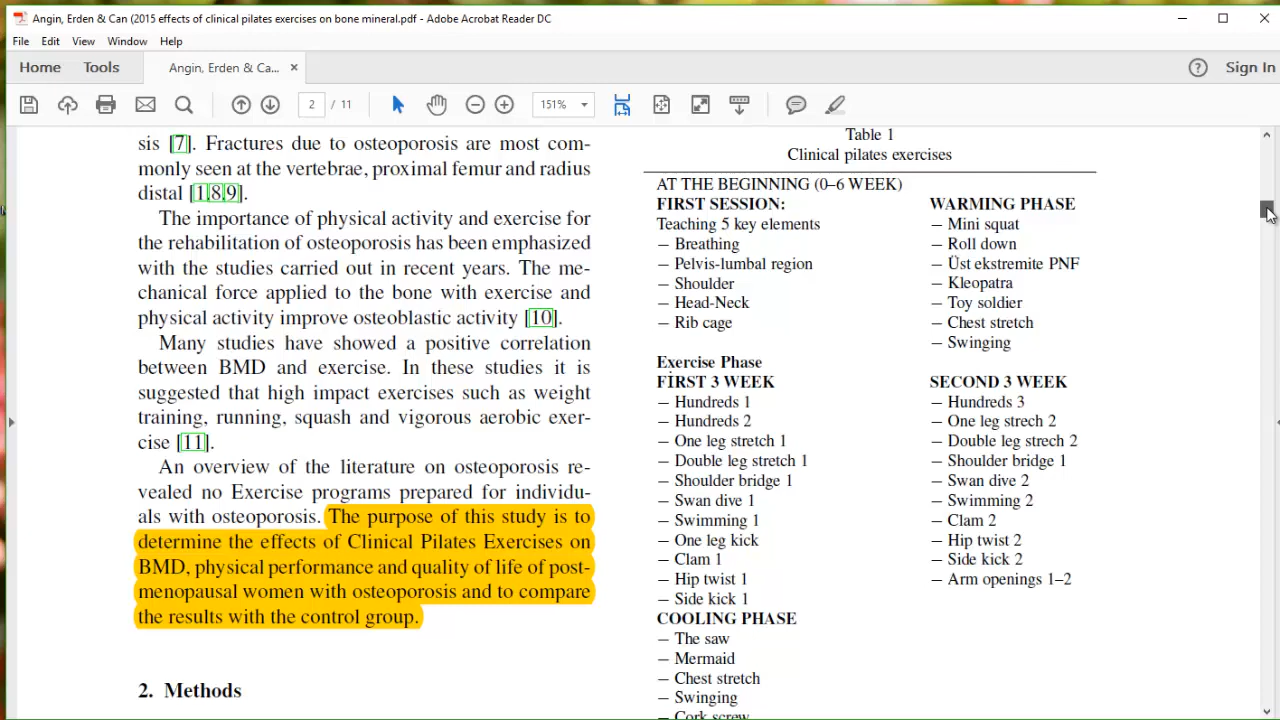 Angin, Erden & Can (2015 effects of clinical pilates exercises on bone mineral.pdf - Adobe Acrobat Reader DC
File Edit View Window Help
Home Tools Angin, Erden & Ca... × ? Sign In
2 / 11 151%
sis [7]. Fractures due to osteoporosis are most com-
monly seen at the vertebrae, proximal femur and radius
distal [1,8,9].
The importance of physical activity and exercise for
the rehabilitation of osteoporosis has been emphasized
with the studies carried out in recent years. The me-
chanical force applied to the bone with exercise and
physical activity improve osteoblastic activity [10].
Many studies have showed a positive correlation
between BMD and exercise. In these studies it is
suggested that high impact exercises such as weight
training, running, squash and vigorous aerobic exer-
cise [11].
An overview of the literature on osteoporosis re-
vealed no Exercise programs prepared for individu-
als with osteoporosis. The purpose of this study is to
determine the effects of Clinical Pilates Exercises on
BMD, physical performance and quality of life of post-
menopausal women with osteoporosis and to compare
the results with the control group.
2. Methods
Table 1
Clinical pilates exercises
AT THE BEGINNING (0–6 WEEK)
FIRST SESSION:
Teaching 5 key elements
– Breathing
– Pelvis-lumbal region
– Shoulder
– Head-Neck
– Rib cage
WARMING PHASE
– Mini squat
– Roll down
– Üst ekstremite PNF
– Kleopatra
– Toy soldier
– Chest stretch
– Swinging
Exercise Phase
FİRST 3 WEEK
– Hundreds 1
– Hundreds 2
– One leg stretch 1
– Double leg stretch 1
– Shoulder bridge 1
– Swan dive 1
– Swimming 1
– One leg kick
– Clam 1
– Hip twist 1
– Side kick 1
SECOND 3 WEEK
– Hundreds 3
– One leg strech 2
– Double leg strech 2
– Shoulder bridge 1
– Swan dive 2
– Swimming 2
– Clam 2
– Hip twist 2
– Side kick 2
– Arm openings 1–2
COOLING PHASE
– The saw
– Mermaid
– Chest stretch
– Swinging
– Cork screw